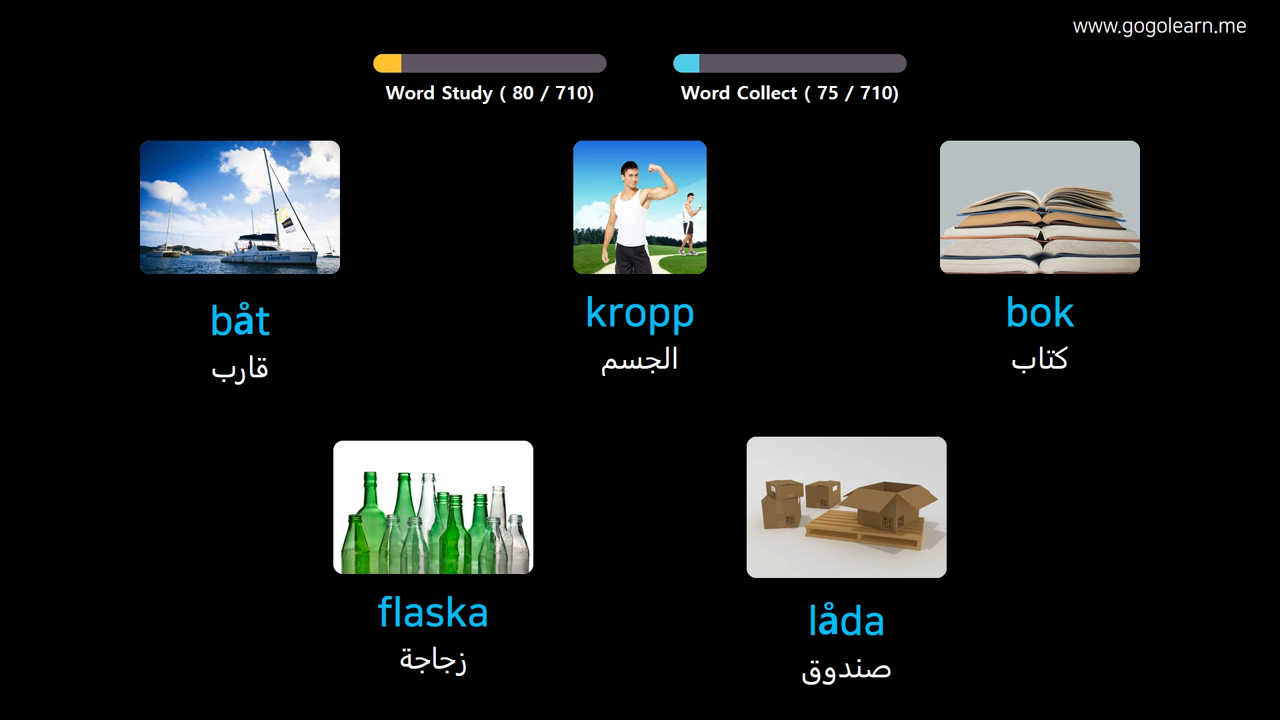 www.gogolearn.me
Word Study ( 80 / 710)
Word Collect ( 75 / 710)
båt
قارب
kropp
الجسم
bok
كتاب
flaska
زجاجة
låda
صندوق